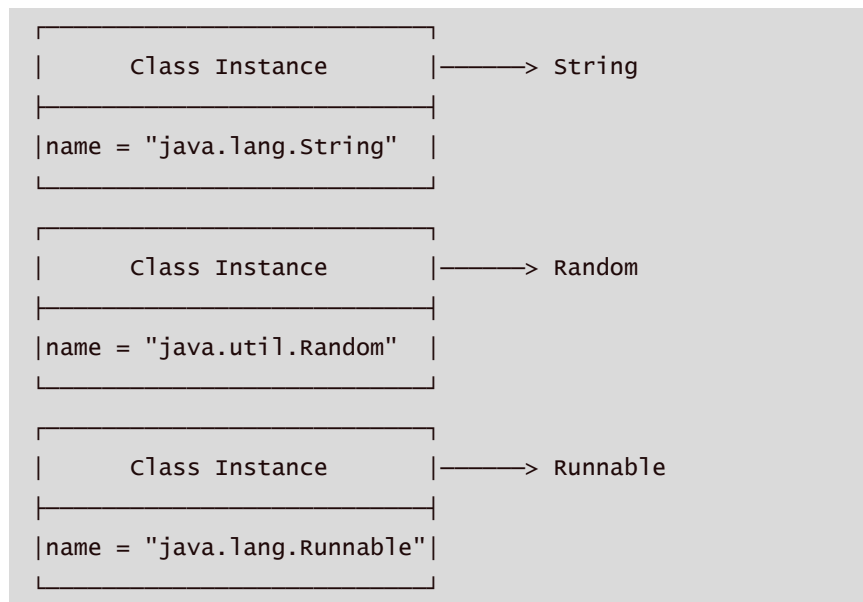 Class Instance ──────> String
name = "java.lang.String"
Class Instance ──────> Random
name = "java.util.Random"
Class Instance ──────> Runnable
name = "java.lang.Runnable"